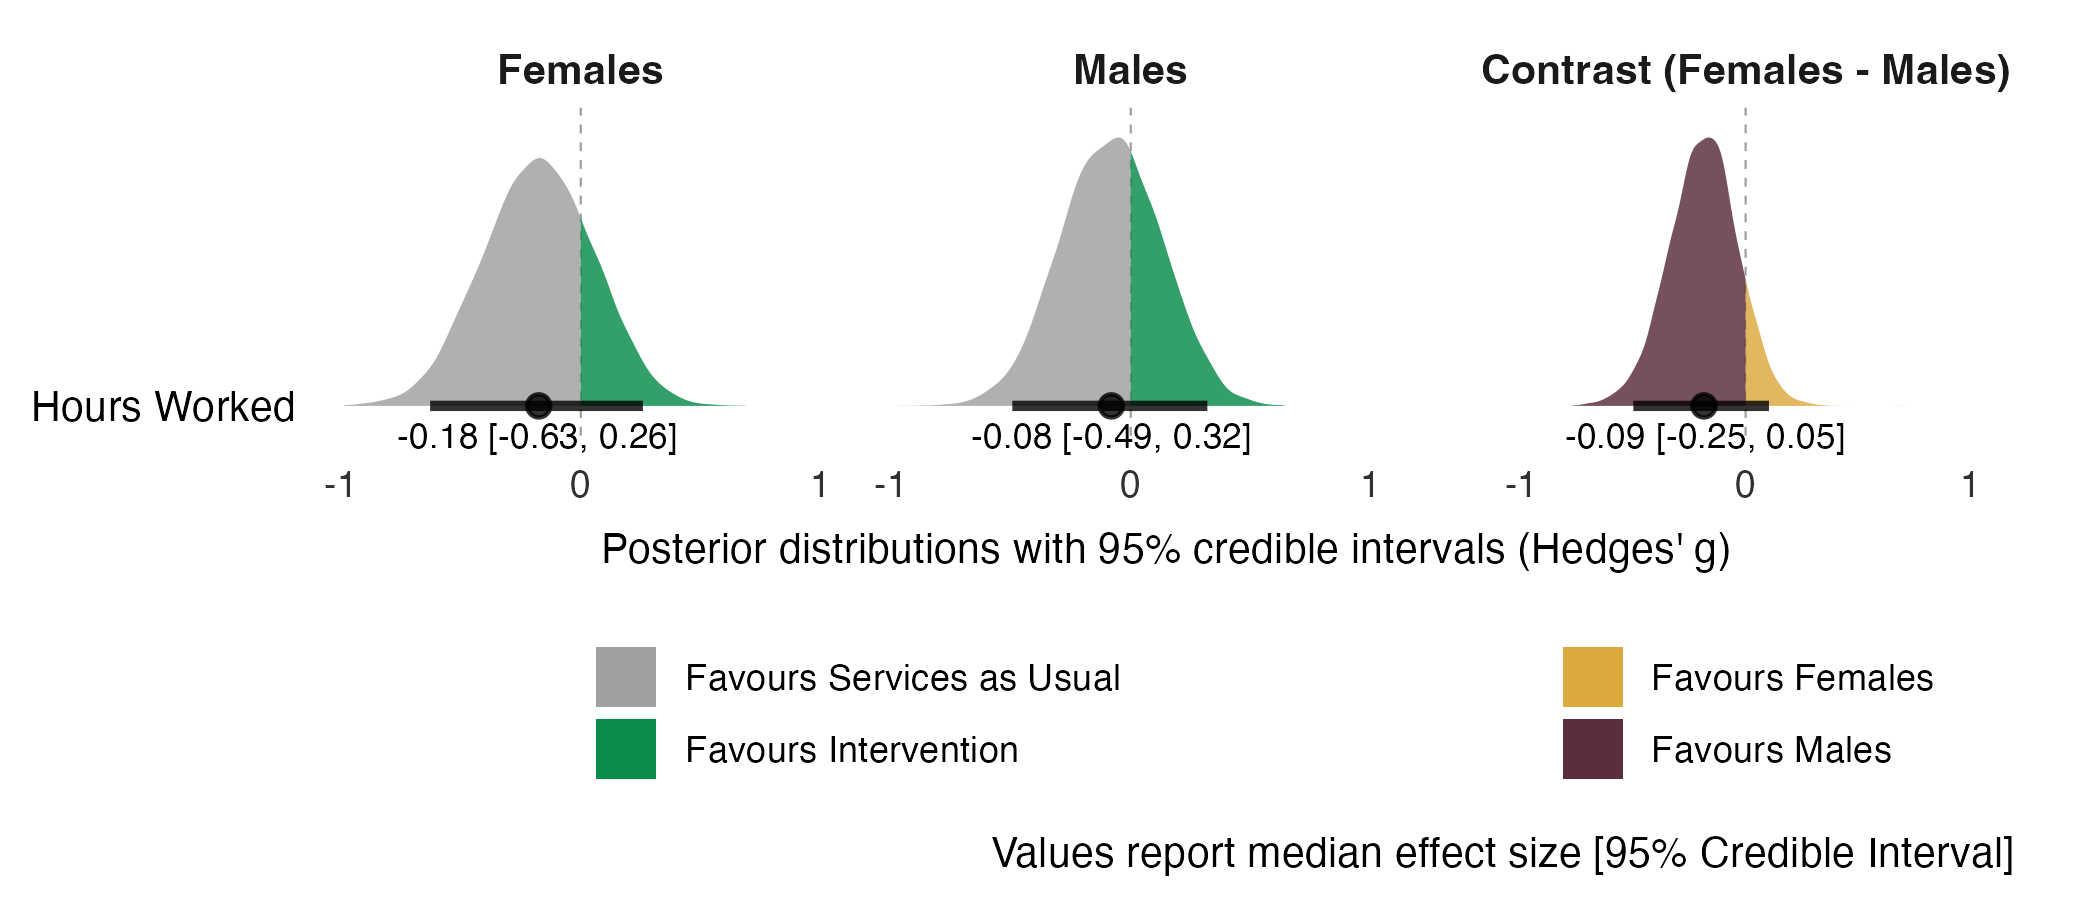 Females Males Contrast (Females - Males)
Hours Worked
-0.18 [-0.63, 0.26] -0.08 [-0.49, 0.32] -0.09 [-0.25, 0.05]
-1 0 1 -1 0 1 -1 0 1
Posterior distributions with 95% credible intervals (Hedges' g)
Favours Services as Usual Favours Females
Favours Intervention Favours Males
Values report median effect size [95% Credible Interval]